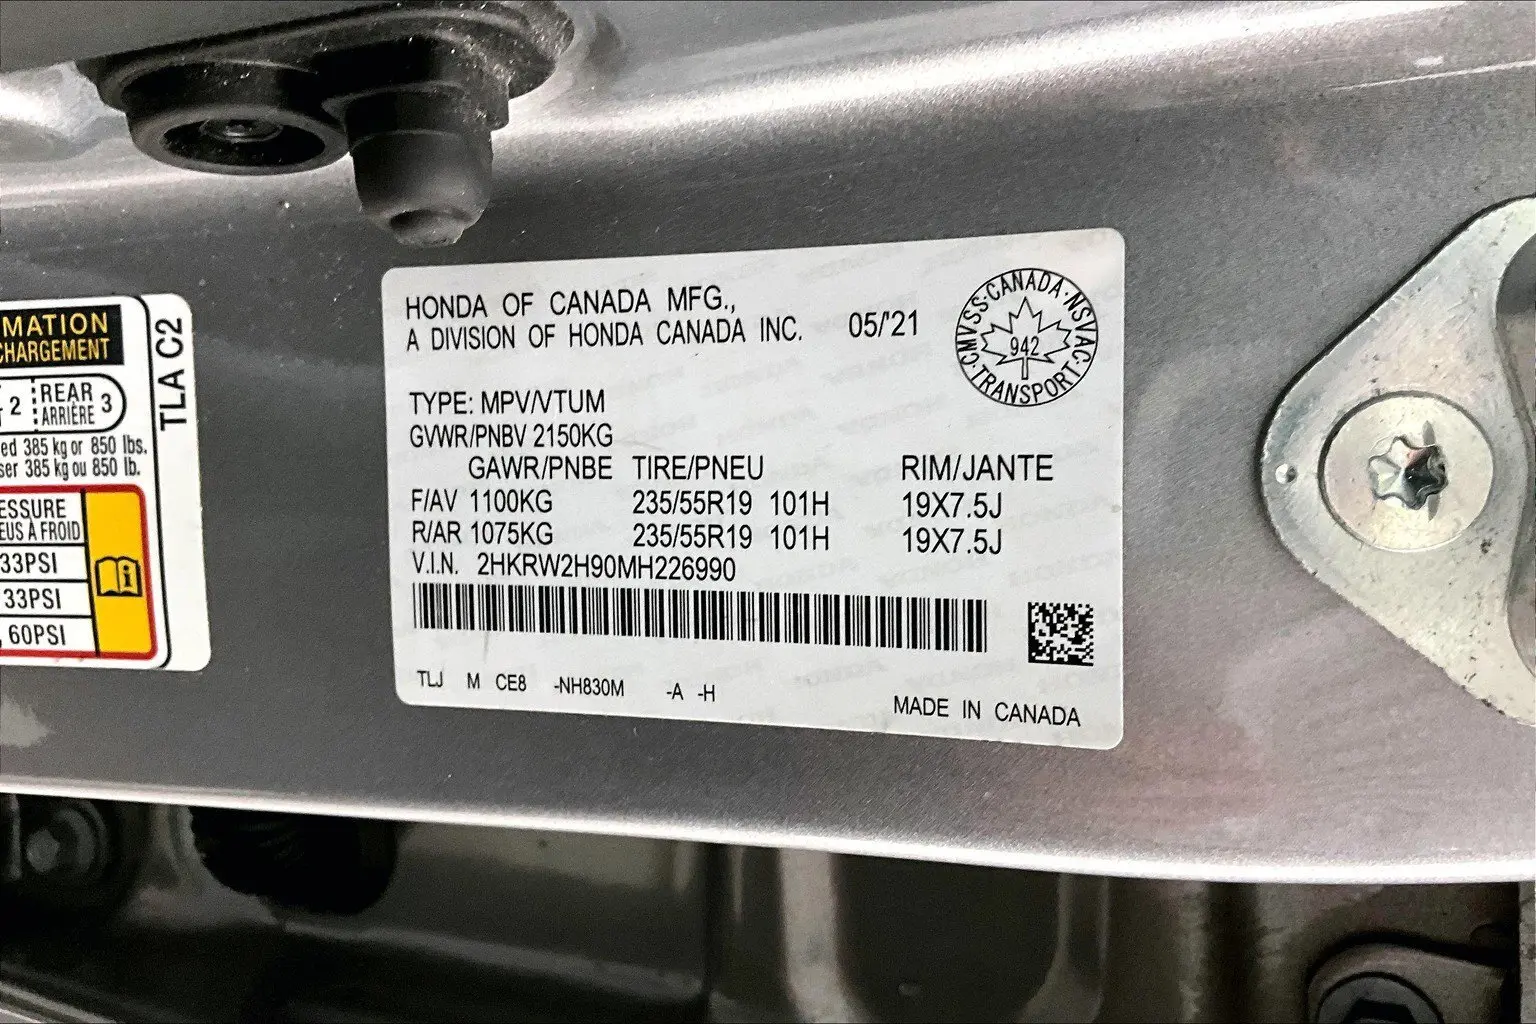 MATION
CHARGEMENT
2 REAR
ARRIÈRE 3
ed 385 kg or 850 lbs.
ser 385 kg ou 850 lb.
ESSURE
EUS À FROID
33PSI
33PSI
60PSI
TLA C2
HONDA OF CANADA MFG.,
A DIVISION OF HONDA CANADA INC. 05/'21
CMVSS·CANADA·NSVAC·TRANSPORT·
942
TYPE: MPV/VTUM
GVWR/PNBV 2150KG
GAWR/PNBE TIRE/PNEU RIM/JANTE
F/AV 1100KG 235/55R19 101H 19X7.5J
R/AR 1075KG 235/55R19 101H 19X7.5J
V.I.N. 2HKRW2H90MH226990
TLJ M CE8 -NH830M -A -H
MADE IN CANADA